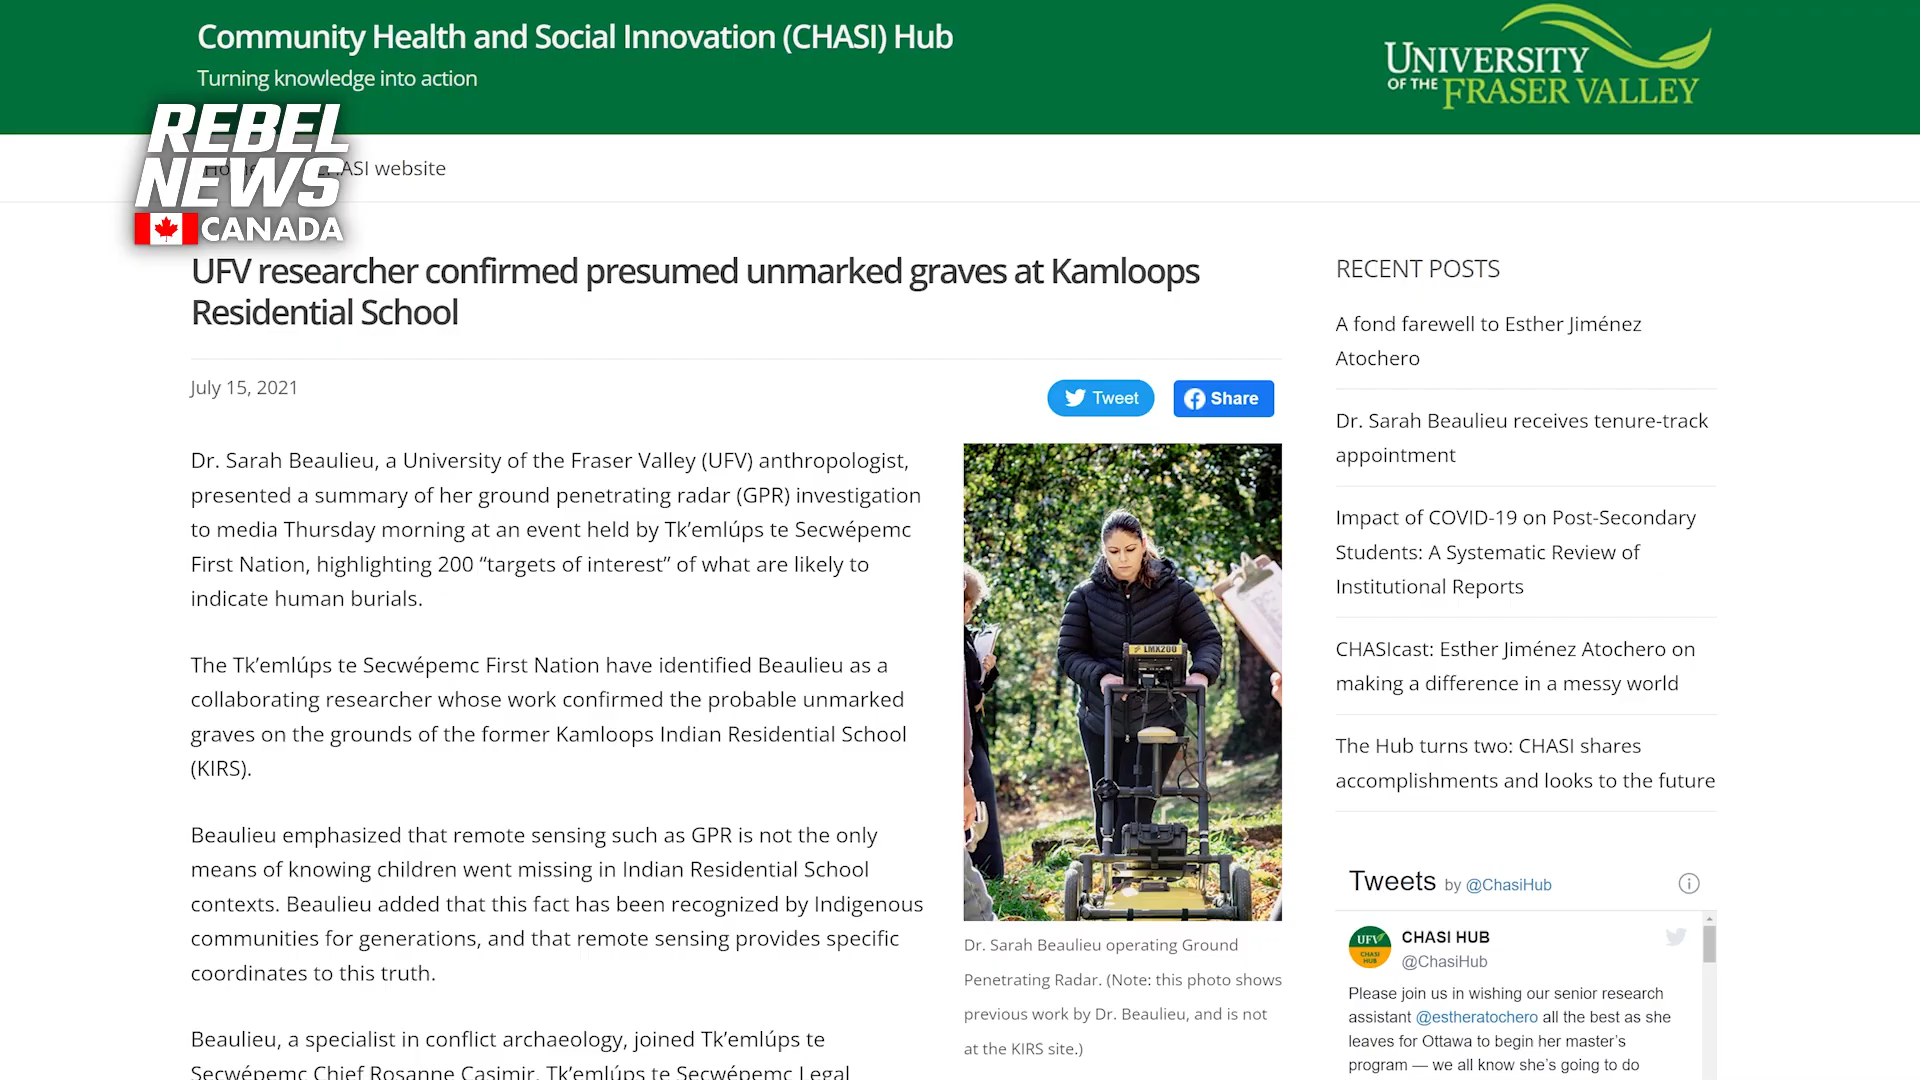 Community Health and Social Innovation (CHASI) Hub
Turning knowledge into action
UNIVERSITY
OF THE FRASER VALLEY
REBEL
NEWS
CANADA
Home
CHASI website
UFV researcher confirmed presumed unmarked graves at Kamloops
Residential School
July 15, 2021
Tweet
Share
Dr. Sarah Beaulieu, a University of the Fraser Valley (UFV) anthropologist,
presented a summary of her ground penetrating radar (GPR) investigation
to media Thursday morning at an event held by Tk’emlúps te Secwépemc
First Nation, highlighting 200 “targets of interest” of what are likely to
indicate human burials.
The Tk’emlúps te Secwépemc First Nation have identified Beaulieu as a
collaborating researcher whose work confirmed the probable unmarked
graves on the grounds of the former Kamloops Indian Residential School
(KIRS).
Beaulieu emphasized that remote sensing such as GPR is not the only
means of knowing children went missing in Indian Residential School
contexts. Beaulieu added that this fact has been recognized by Indigenous
communities for generations, and that remote sensing provides specific
coordinates to this truth.
Beaulieu, a specialist in conflict archaeology, joined Tk’emlúps te
Secwépemc Chief Rosanne Casimir, Tk’emlúps te Secwépemc Legal
LMX200
Dr. Sarah Beaulieu operating Ground
Penetrating Radar. (Note: this photo shows
previous work by Dr. Beaulieu, and is not
at the KIRS site.)
RECENT POSTS
A fond farewell to Esther Jiménez
Atochero
Dr. Sarah Beaulieu receives tenure-track
appointment
Impact of COVID-19 on Post-Secondary
Students: A Systematic Review of
Institutional Reports
CHASIcast: Esther Jiménez Atochero on
making a difference in a messy world
The Hub turns two: CHASI shares
accomplishments and looks to the future
Tweets by @ChasiHub
UFV
CHASI
HUB
CHASI HUB
@ChasiHub
Please join us in wishing our senior research
assistant @estheratochero all the best as she
leaves for Ottawa to begin her master’s
program — we all know she’s going to do